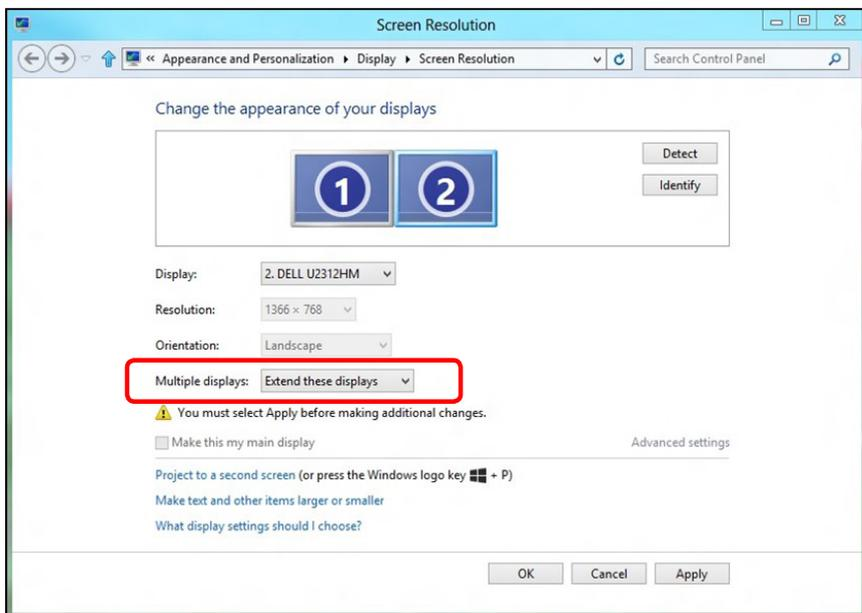 Screen Resolution
« Appearance and Personalization ▸ Display ▸ Screen Resolution
Search Control Panel
Change the appearance of your displays
1 2
Detect
Identify
Display: 2. DELL U2312HM
Resolution: 1366 × 768
Orientation: Landscape
Multiple displays: Extend these displays
You must select Apply before making additional changes.
Make this my main display Advanced settings
Project to a second screen (or press the Windows logo key + P)
Make text and other items larger or smaller
What display settings should I choose?
OK Cancel Apply